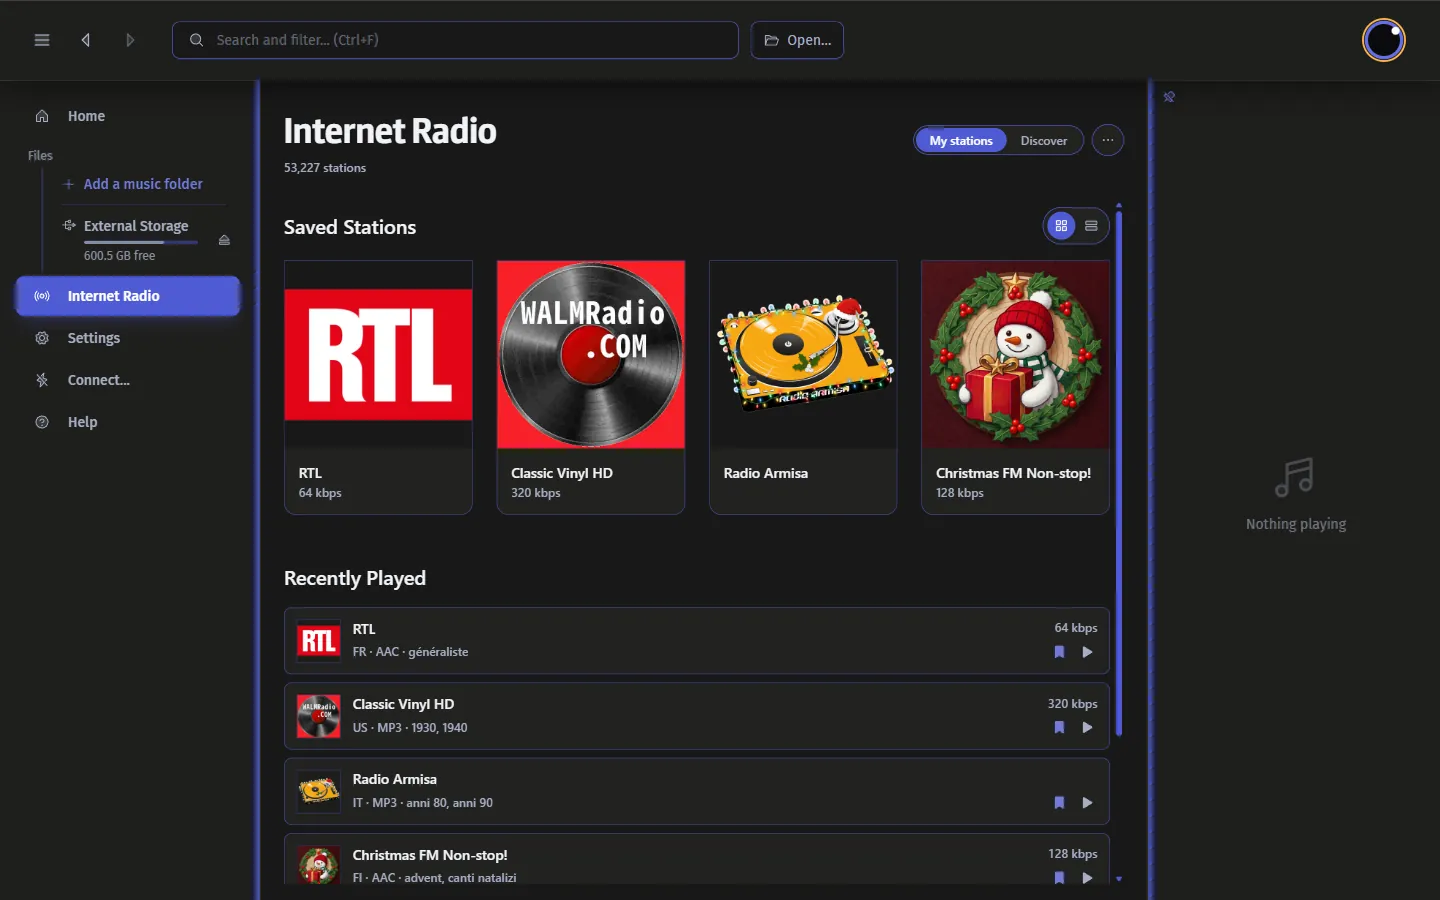 Search and filter... (Ctrl+F)
Open...
Home
Files
Add a music folder
External Storage
600.5 GB free
Internet Radio
Settings
Connect...
Help
Internet Radio
53,227 stations
My stations
Discover
Saved Stations
RTL
WALMRadio
.COM
RADIO ARMISA
RTL
64 kbps
Classic Vinyl HD
320 kbps
Radio Armisa
Christmas FM Non-stop!
128 kbps
Recently Played
RTL
RTL
64 kbps
FR · AAC · généraliste
WALMRadio
.COM
Classic Vinyl HD
320 kbps
US · MP3 · 1930, 1940
Radio Armisa
IT · MP3 · anni 80, anni 90
Christmas FM Non-stop!
128 kbps
FI · AAC · advent, canti natalizi
Nothing playing